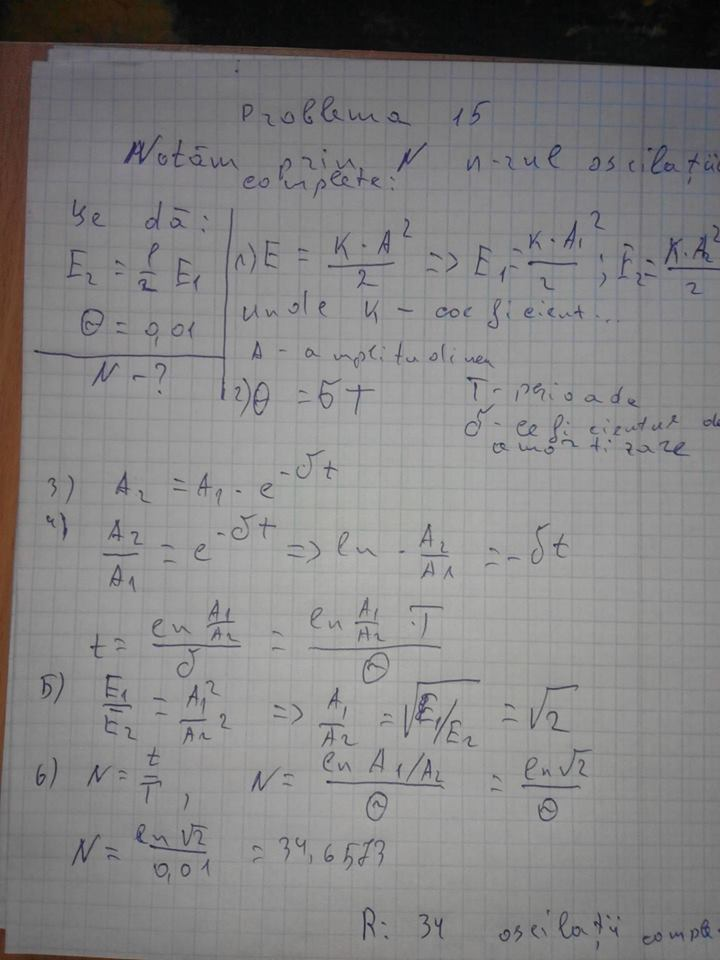 Problema 15
Notăm prin N n-rul oscilații
complete:
Se dă:
E₂ = 1/2 E₁
Θ = 0,01
N - ?
1) E = K·A²/2 => E₁ = K·A₁²/2 ; E₂ = K·A₂²/2
unde K - coeficient...
A - amplitudinea
2) Θ = δT
T - perioada
δ - coeficientul de
amortizare
3) A₂ = A₁ · e^-δt
4) A₂/A₁ = e^-δt => ln · A₂/A₁ = -δt
t = ln A₁/A₂ / δ = ln A₁/A₂ · T / Θ
5) E₁/E₂ = A₁²/A₂² => A₁/A₂ = √E₁/E₂ = √2
6) N = t/T , N = ln A₁/A₂ / Θ = ln√2 / Θ
N = ln√2 / 0,01 = 34,6573
R: 34 oscilații comple